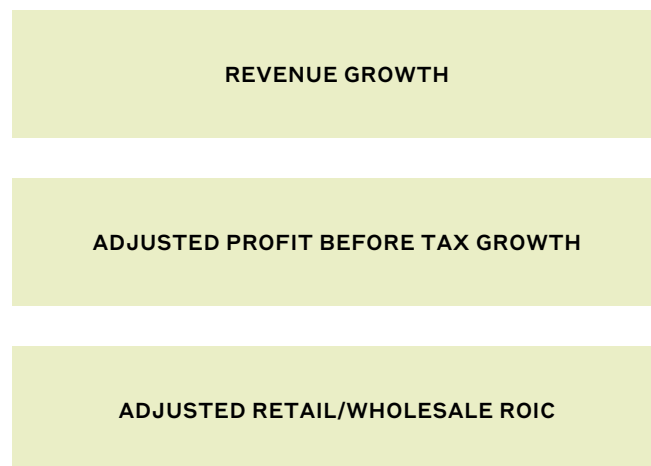 REVENUE GROWTH
ADJUSTED PROFIT BEFORE TAX GROWTH
ADJUSTED RETAIL/WHOLESALE ROIC